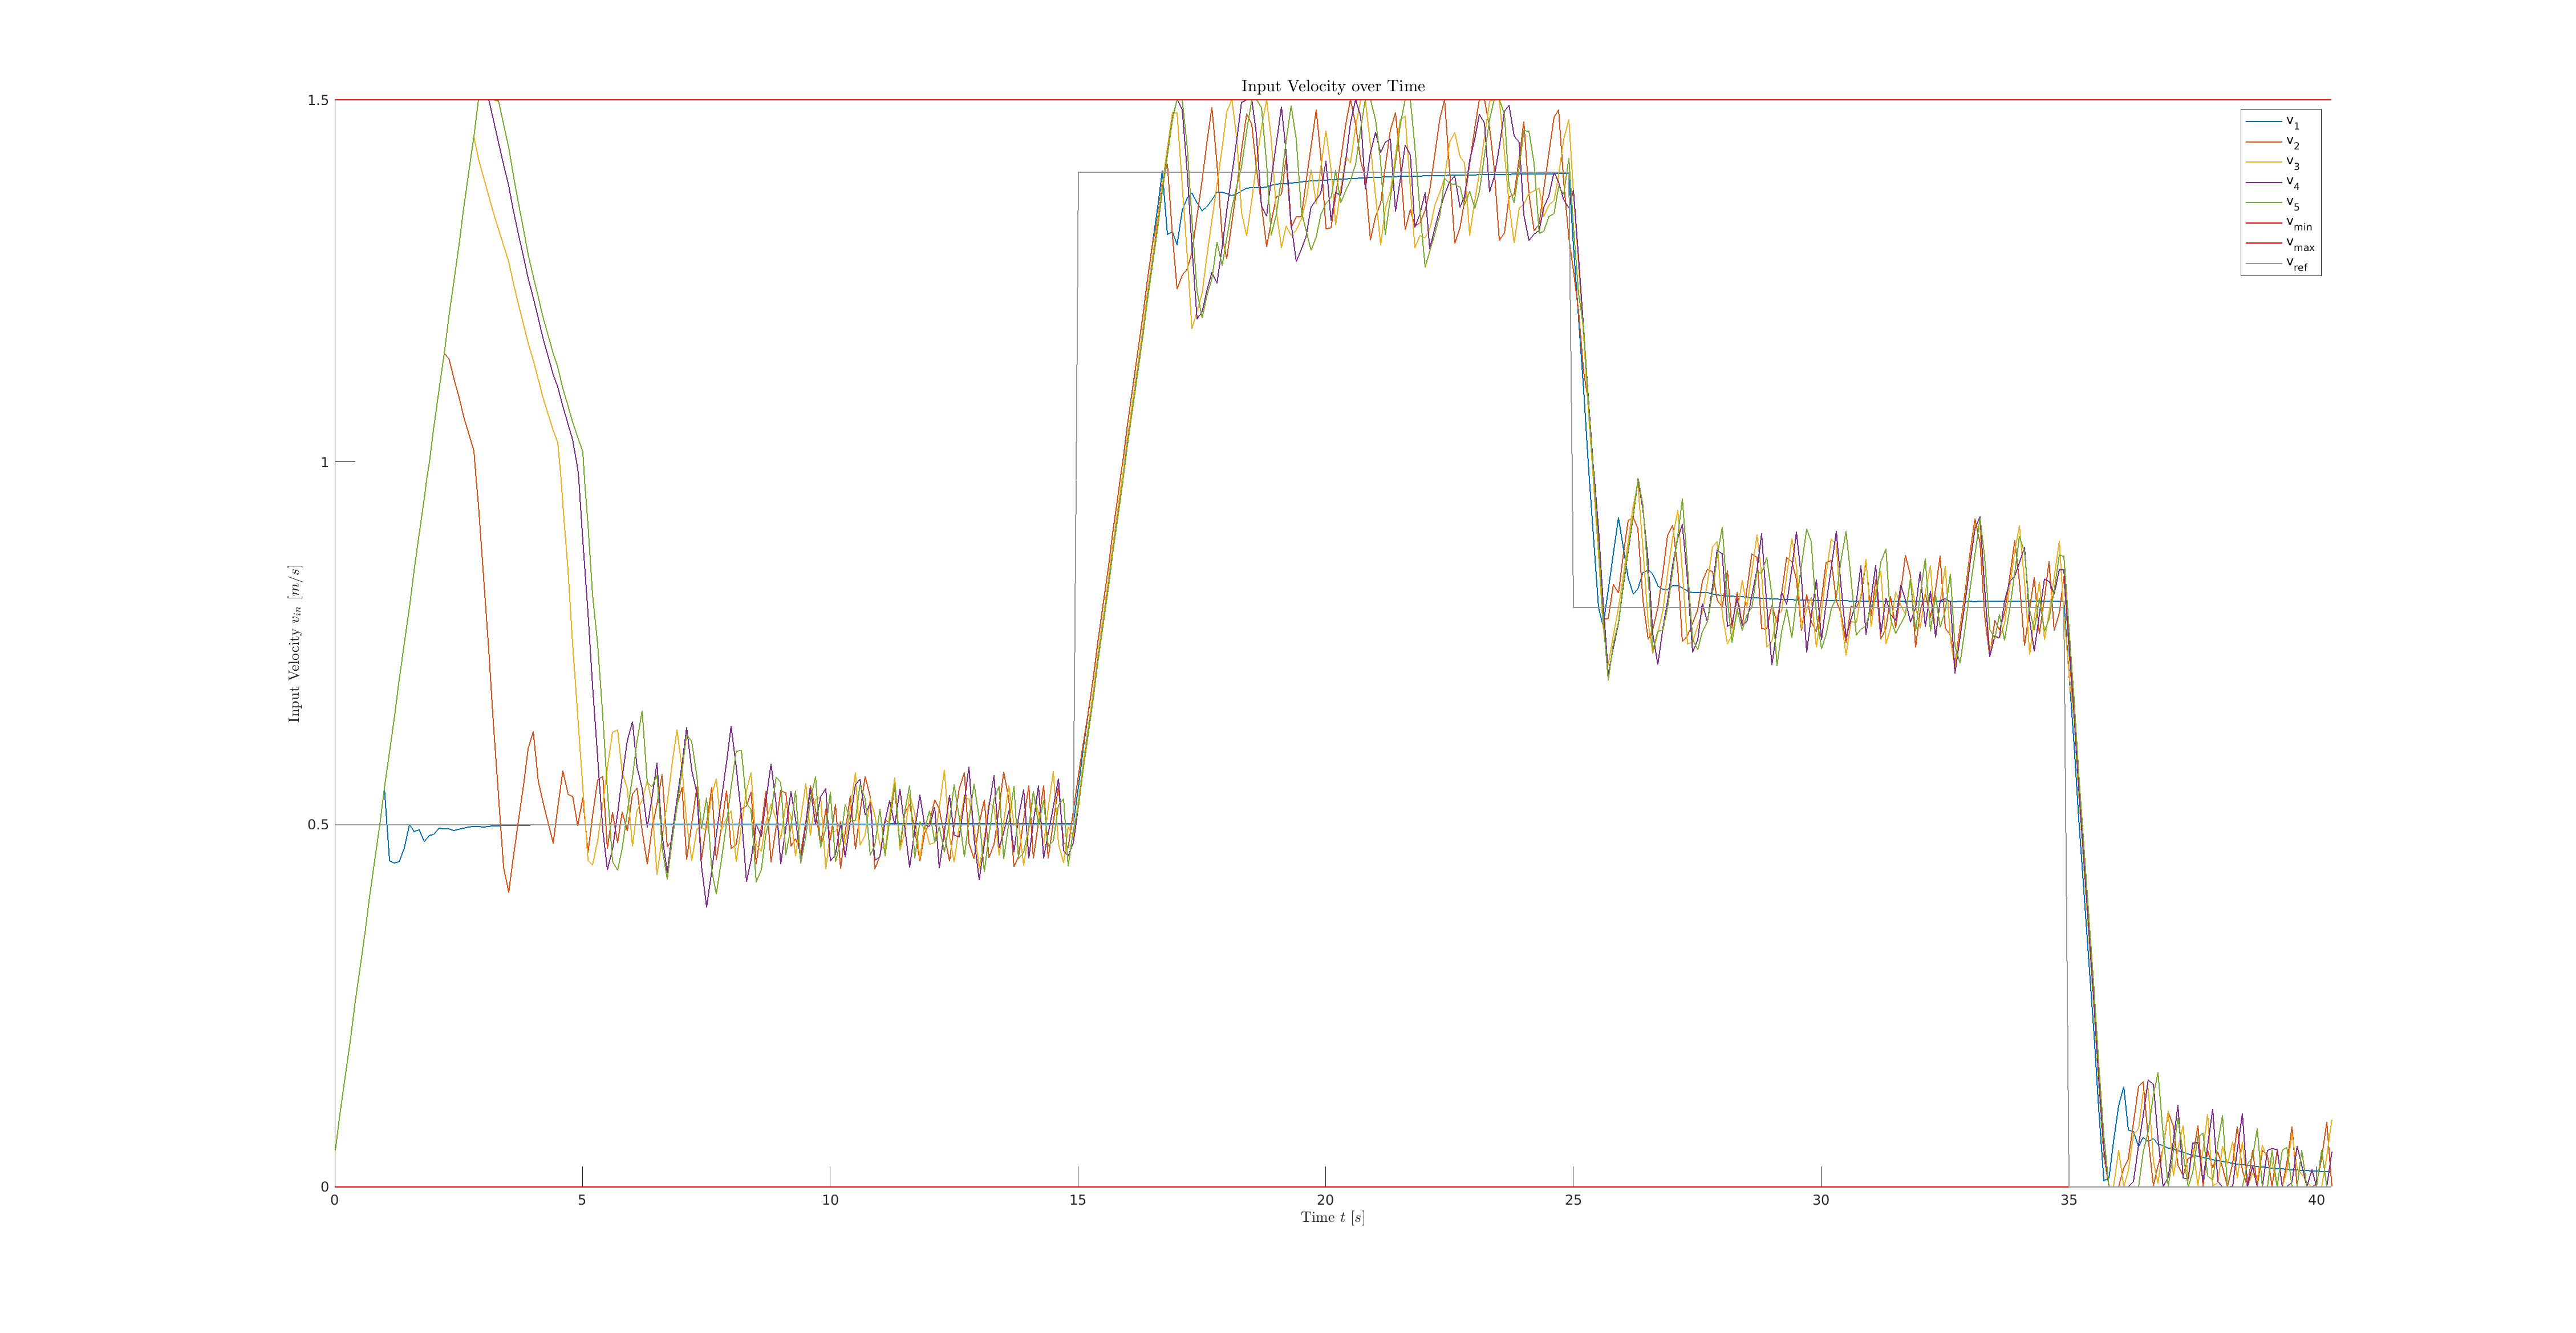 Input Velocity over Time
1.5
1
0.5
0
Input Velocity v_in [m/s]
0 5 10 15 20 25 30 35 40
Time t [s]
v_1
v_2
v_3
v_4
v_5
v_min
v_max
v_ref